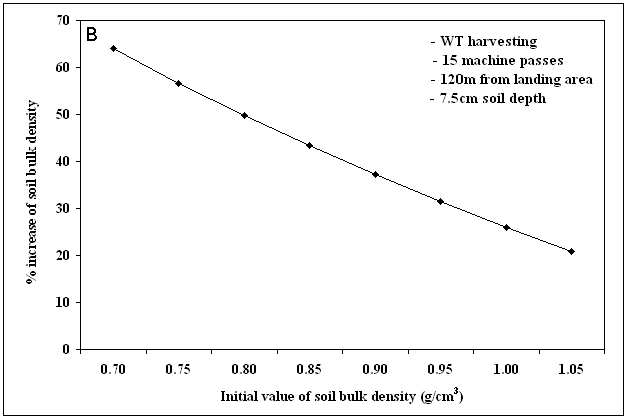 B
- WT harvesting
- 15 machine passes
- 120m from landing area
- 7.5cm soil depth
% increase of soil bulk density
70
60
50
40
30
20
10
0
0.70 0.75 0.80 0.85 0.90 0.95 1.00 1.05
Initial value of soil bulk density (g/cm³)